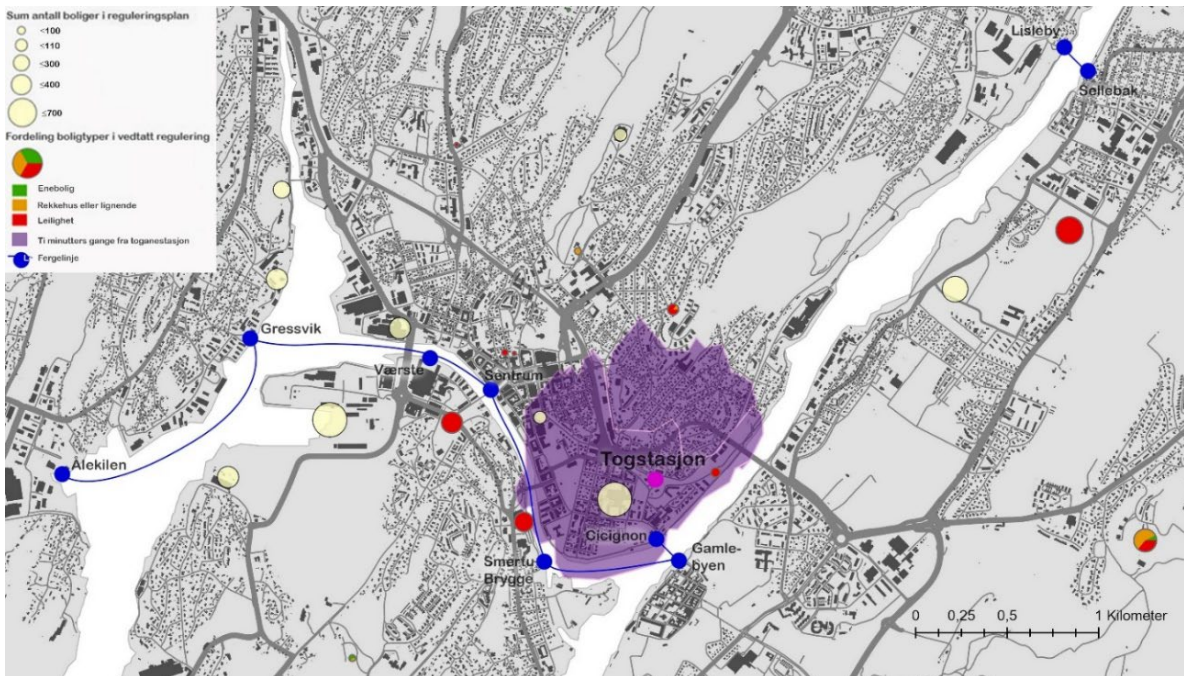 Sum antall boliger i reguleringsplan
≤100
≤110
≤300
≤400
≤700
Fordeling boligtyper i vedtatt regulering
Enebolig
Rekkehus eller lignende
Leilighet
Ti minutters gange fra toganestasjon
Fergelinje
Lisleby
Sellebak
Gressvik
Værste
Sentrum
Ålekilen
Togstasjon
Cicignon
Gamle-
byen
Smertu
Brygge
0 0,25 0,5 1 Kilometer